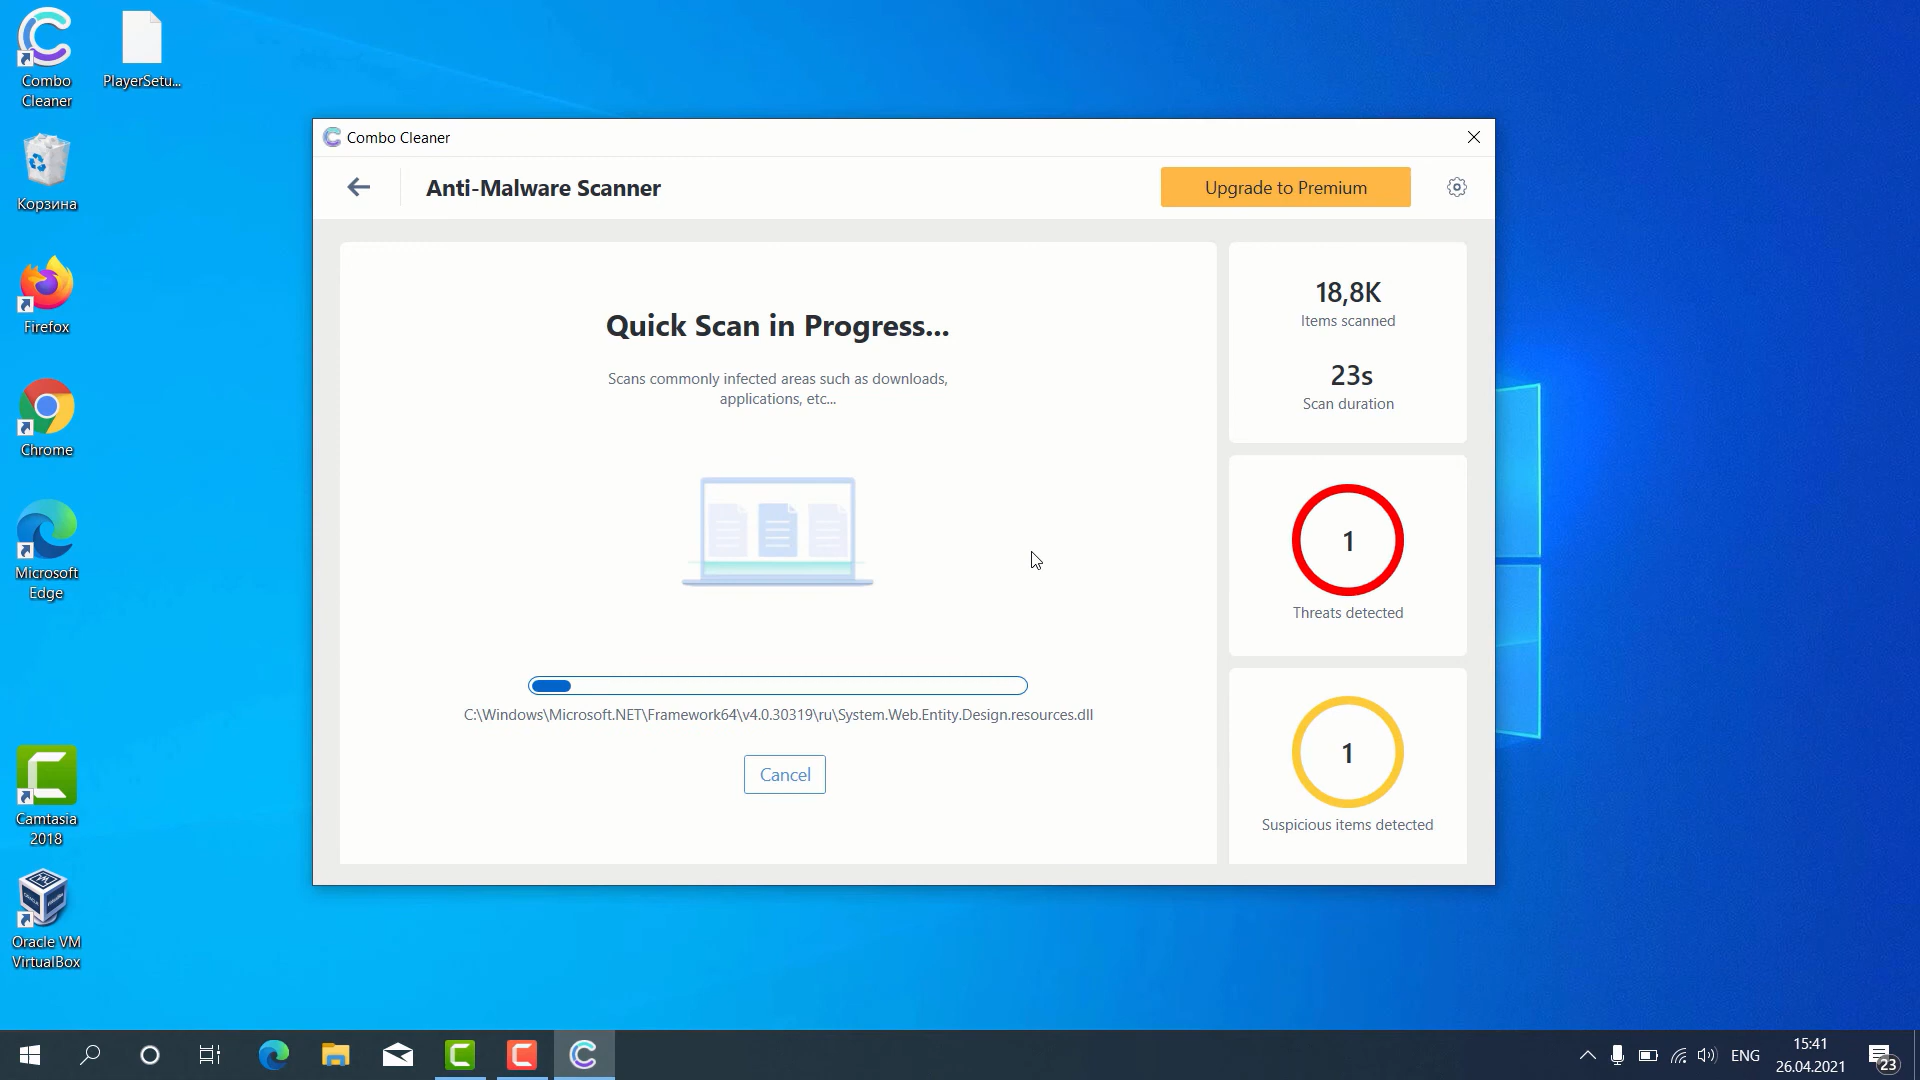 Combo
Cleaner
PlayerSetu...
Корзина
Firefox
Chrome
Microsoft
Edge
Camtasia
2018
Oracle VM
VirtualBox
Combo Cleaner
Anti-Malware Scanner
Upgrade to Premium
Quick Scan in Progress...
Scans commonly infected areas such as downloads,
applications, etc...
C:\Windows\Microsoft.NET\Framework64\v4.0.30319\ru\System.Web.Entity.Design.resources.dll
Cancel
18,8K
Items scanned
23s
Scan duration
1
Threats detected
1
Suspicious items detected
ENG
15:41
26.04.2021
23